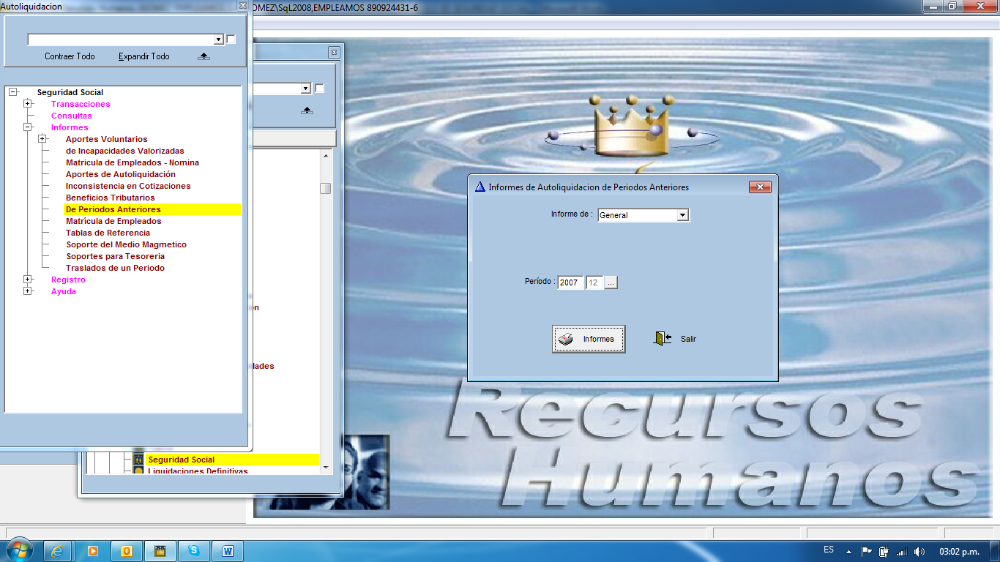 Autoliquidacion
OMEZ\SqL2008,EMPLEAMOS 890924431-6
Contraer Todo
Expandir Todo
Seguridad Social
Transacciones
Consultas
Informes
Aportes Voluntarios
de Incapacidades Valorizadas
Matricula de Empleados - Nomina
Aportes de Autoliquidación
Inconsistencia en Cotizaciones
Beneficios Tributarios
De Periodos Anteriores
Matrícula de Empleados
Tablas de Referencia
Soporte del Medio Magmetico
Soportes para Tesoreria
Traslados de un Periodo
Registro
Ayuda
Informes de Autoliquidacion de Periodos Anteriores
Informe de : General
Período : 2007 12 ...
Informes
Salir
Seguridad Social
Liquidaciones Definitivas
Recursos
Humanos
ES
03:02 p.m.